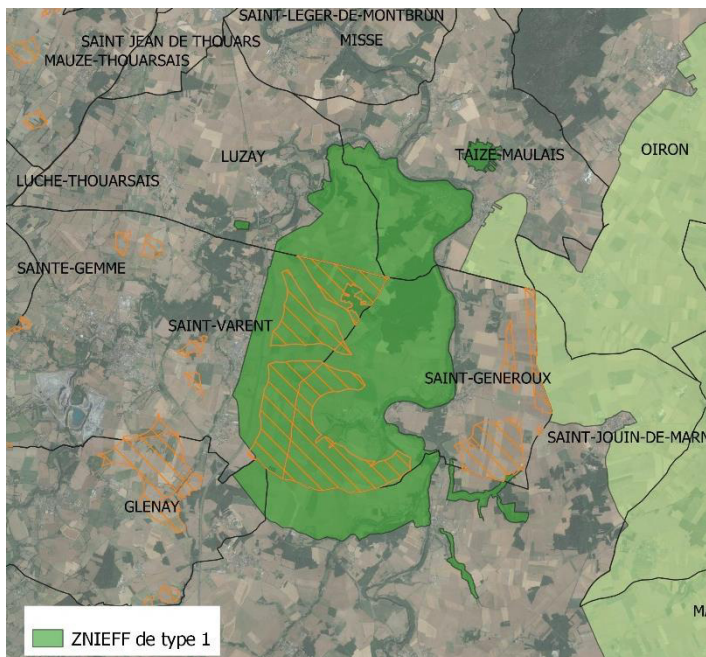 SAINT-LEGER-DE-MONTBRUN
SAINT JEAN DE THOUARS
MISSE
MAUZE-THOUARSAIS
LUZAY
TAIZE-MAULAIS
OIRON
LUCHE-THOUARSAIS
SAINTE-GEMME
SAINT-VARENT
SAINT-GENEROUX
SAINT-JOUIN-DE-MARN
GLENAY
MA
ZNIEFF de type 1